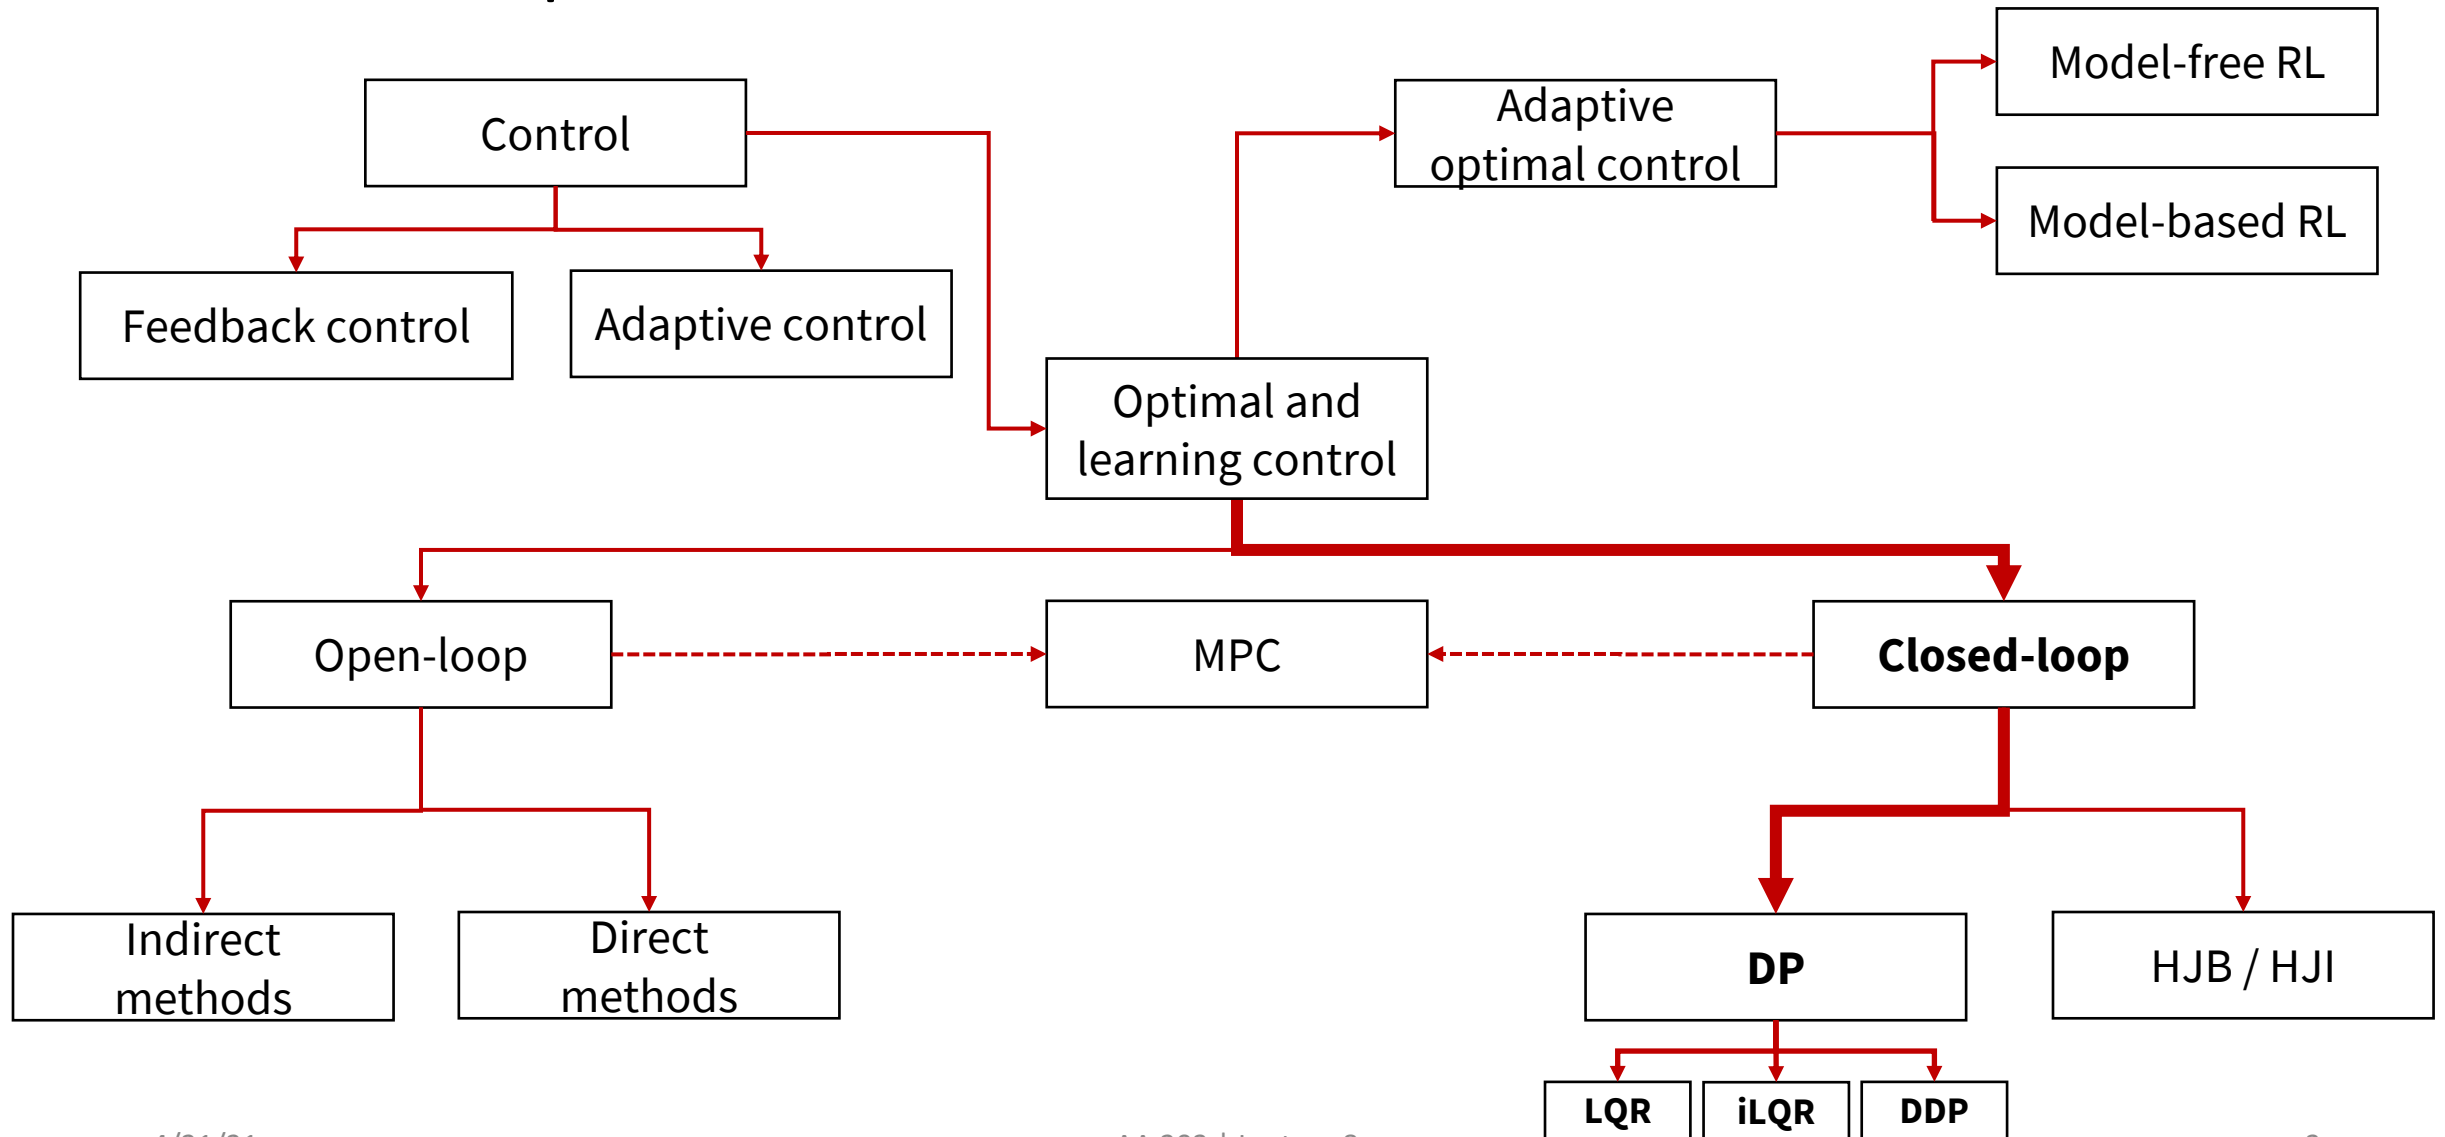 Model-free RL
Control
Adaptive
optimal control
Model-based RL
Feedback control
Adaptive control
Optimal and
learning control
Open-loop
MPC
Closed-loop
Indirect
methods
Direct
methods
DP
HJB / HJI
LQR
iLQR
DDP